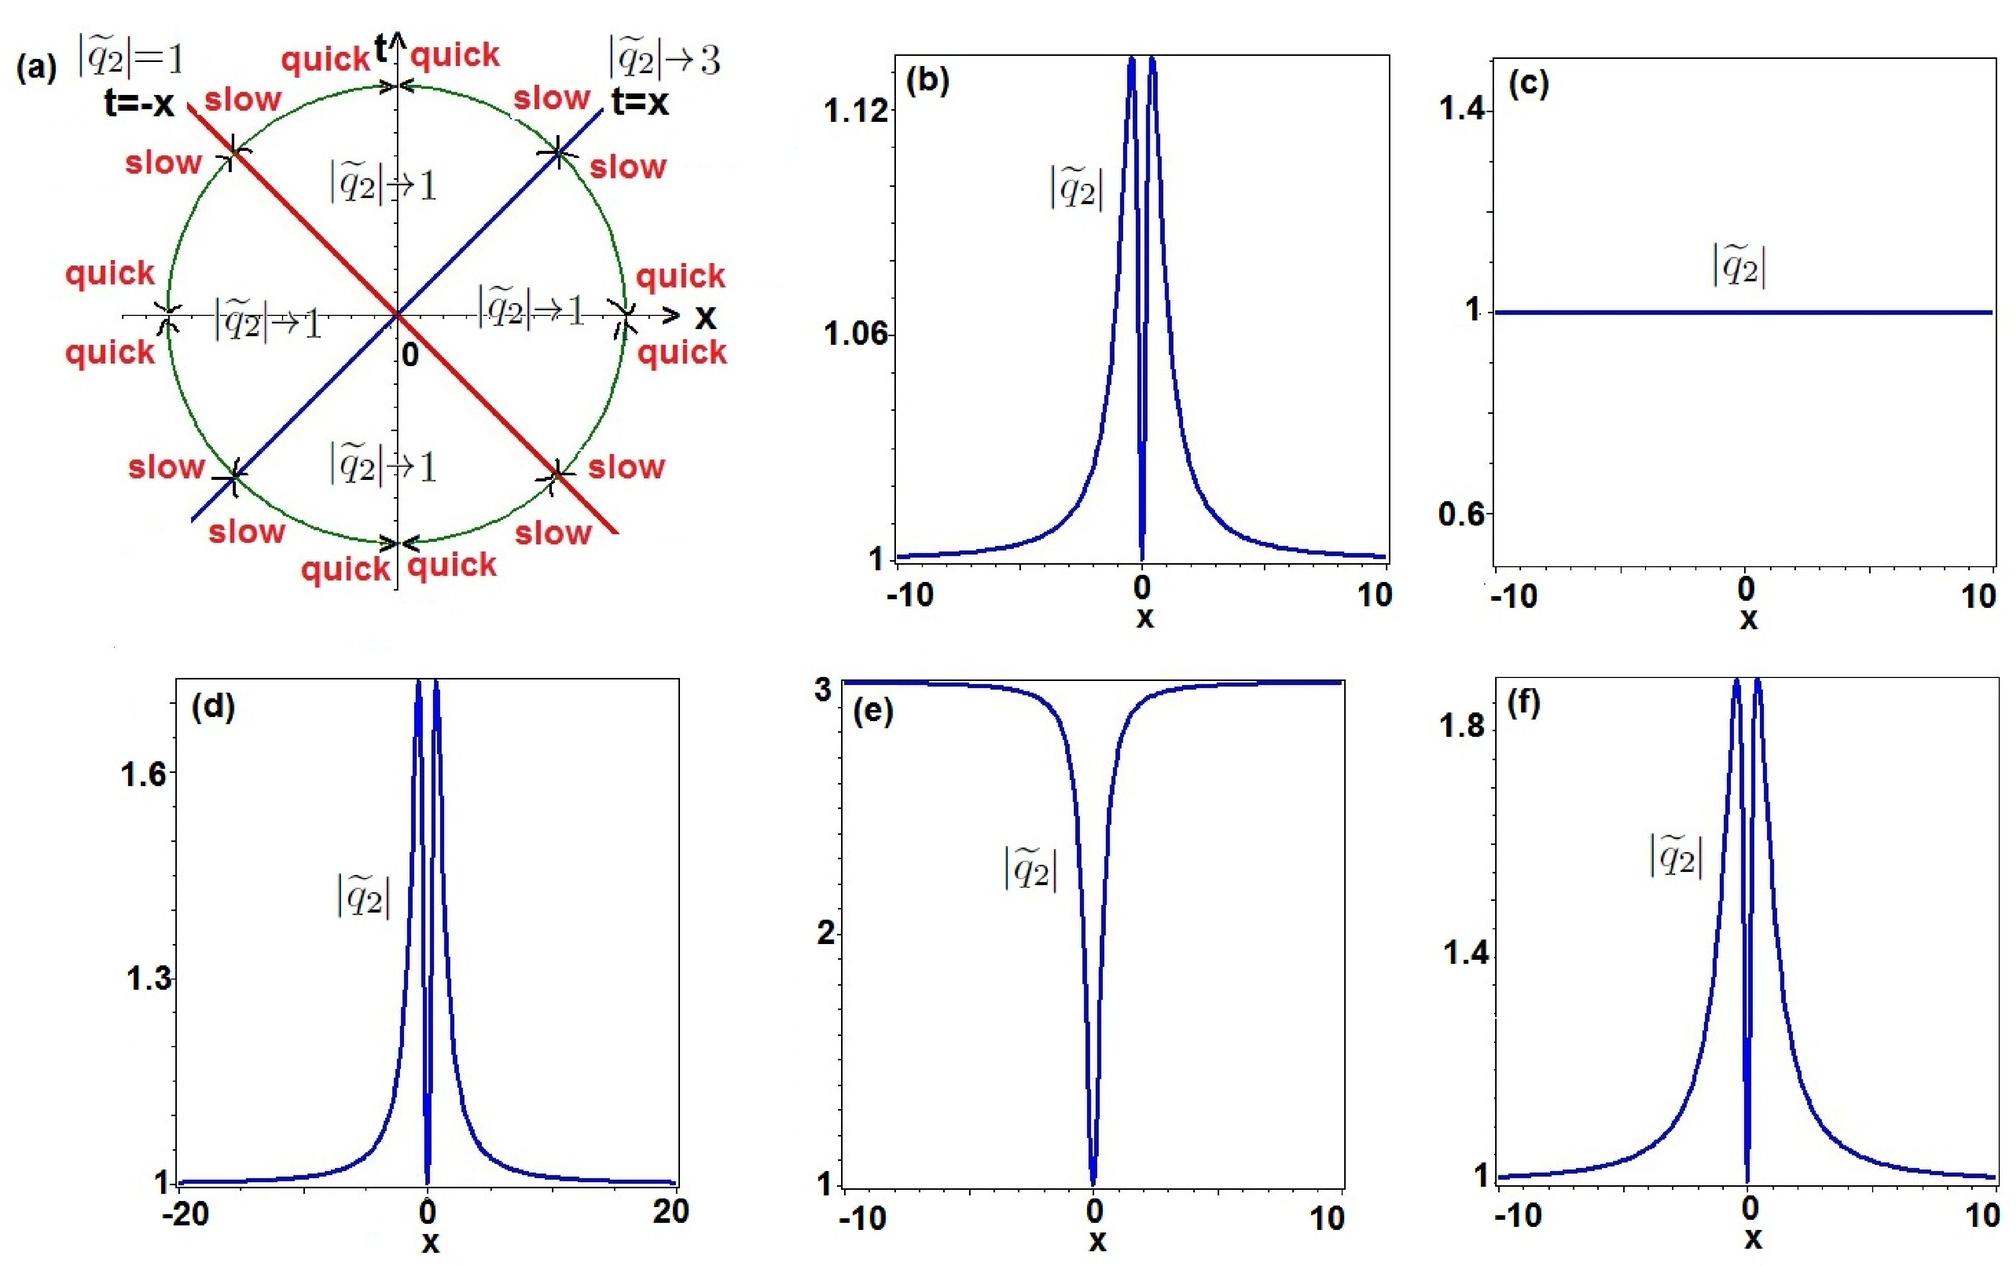 (a)
|q̃₂|=1
t=-x
quick t quick
|q̃₂|→3
t=x
slow slow
slow slow
|q̃₂|→1
quick quick
|q̃₂|→1 |q̃₂|→1 x
quick 0 quick
|q̃₂|→1
slow slow
slow slow
quick quick
(b)
1.12
|q̃₂|
1.06
1
-10 0 10
x
(c)
1.4
|q̃₂|
1
0.6
-10 0 10
x
(d)
1.6
|q̃₂|
1.3
1
-20 0 20
x
(e)
3
|q̃₂|
2
1
-10 0 10
x
(f)
1.8
|q̃₂|
1.4
1
-10 0 10
x